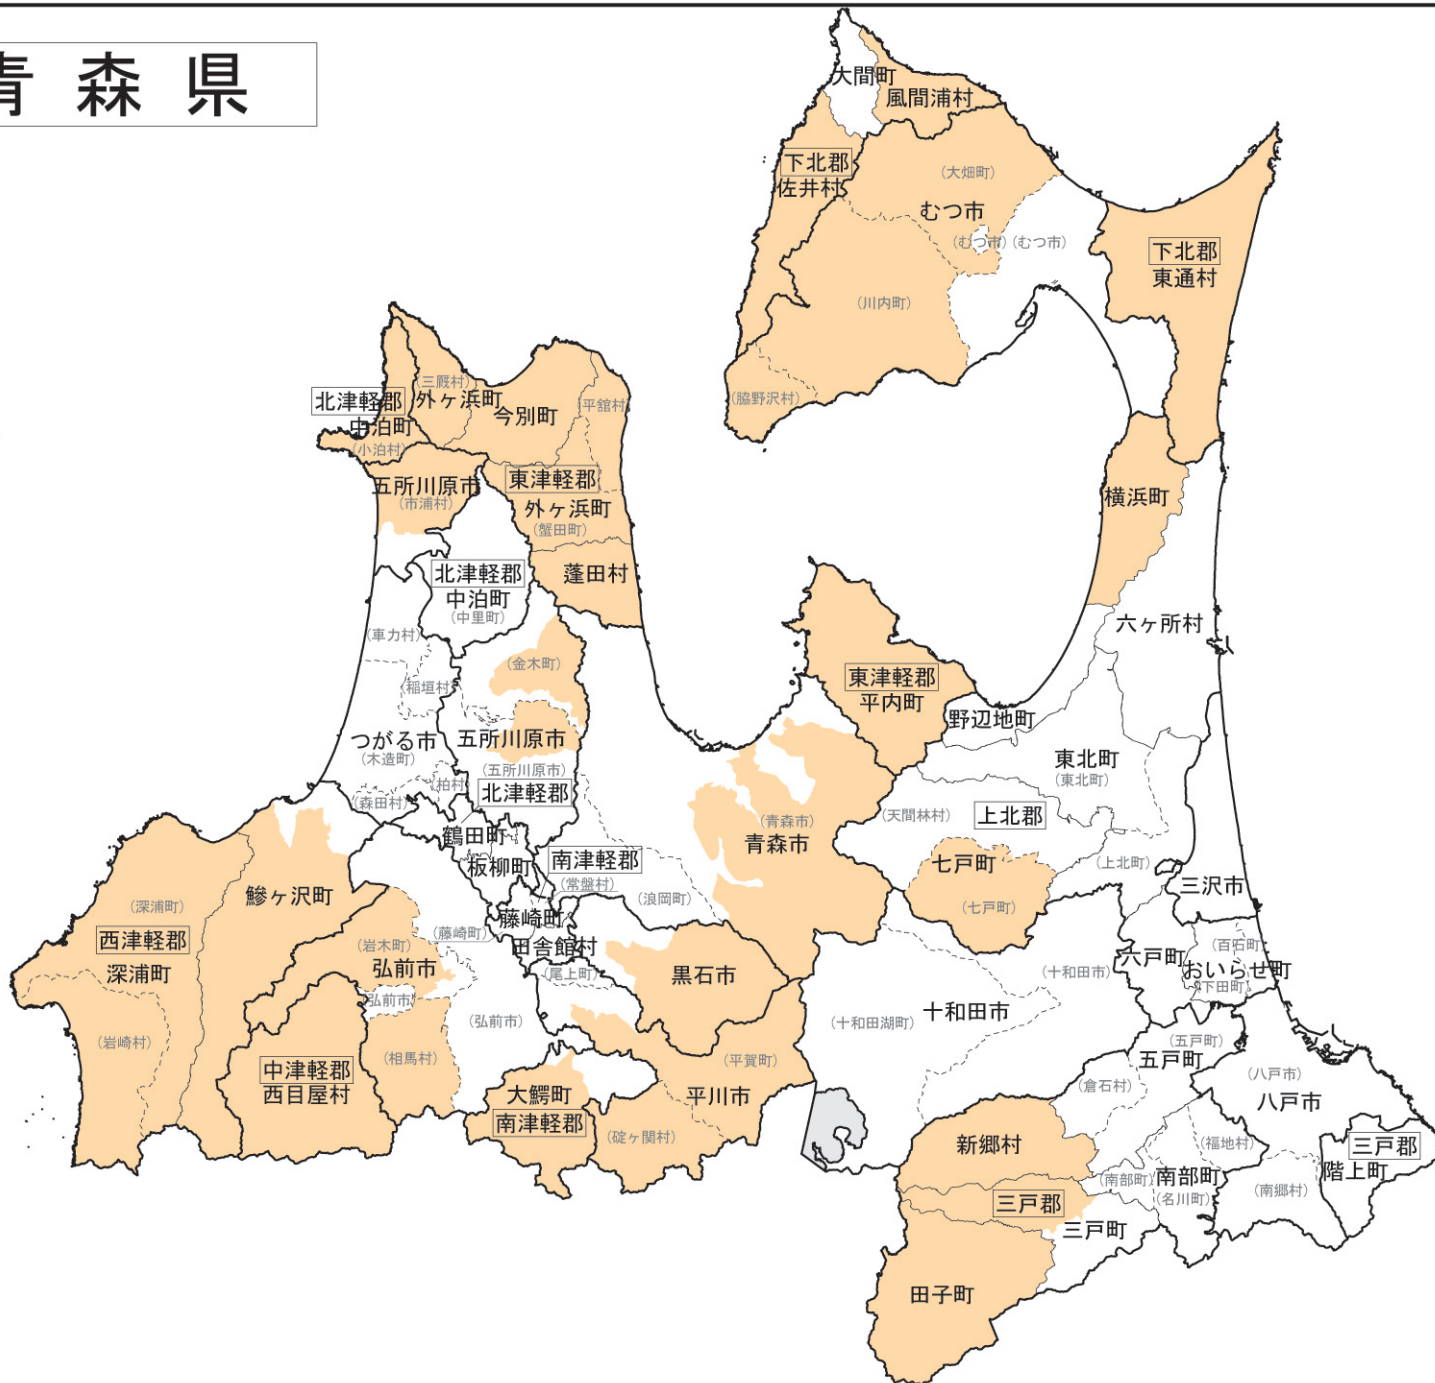 青森県
大間町
風間浦村
下北郡
佐井村
(大畑町)
むつ市
(むつ市)
(むつ市)
下北郡
東通村
(川内町)
(脇野沢村)
(三厩村)
外ヶ浜町
北津軽郡
中泊町
(小泊村)
今別町
(平舘村)
東津軽郡
五所川原市
(市浦村)
外ヶ浜町
(蟹田町)
横浜町
北津軽郡
中泊町
(中里町)
蓬田村
六ヶ所村
(車力村)
(金木町)
(稲垣村)
東津軽郡
平内町
野辺地町
つがる市
(木造町)
五所川原市
(五所川原市)
東北町
(東北町)
(柏村)
(森田村)
北津軽郡
鶴田町
板柳町
(青森市)
青森市
(天間林村)
上北郡
七戸町
(七戸町)
(上北町)
三沢市
南津軽郡
(常盤村)
(浪岡町)
鰺ヶ沢町
(深浦町)
西津軽郡
深浦町
(岩崎村)
(岩木町)
弘前市
(弘前市)
(藤崎町)
藤崎町
田舎館村
(尾上町)
黒石市
(弘前市)
(相馬村)
中津軽郡
西目屋村
大鰐町
南津軽郡
(平賀町)
平川市
(碇ヶ関村)
(十和田湖町)
十和田市
(十和田市)
六戸町
(百石町)
おいらせ町
(下田町)
(五戸町)
五戸町
(倉石村)
(八戸市)
八戸市
新郷村
三戸郡
三戸町
田子町
(南部町)
南部町
(名川町)
(福地村)
(南郷村)
三戸郡
階上町